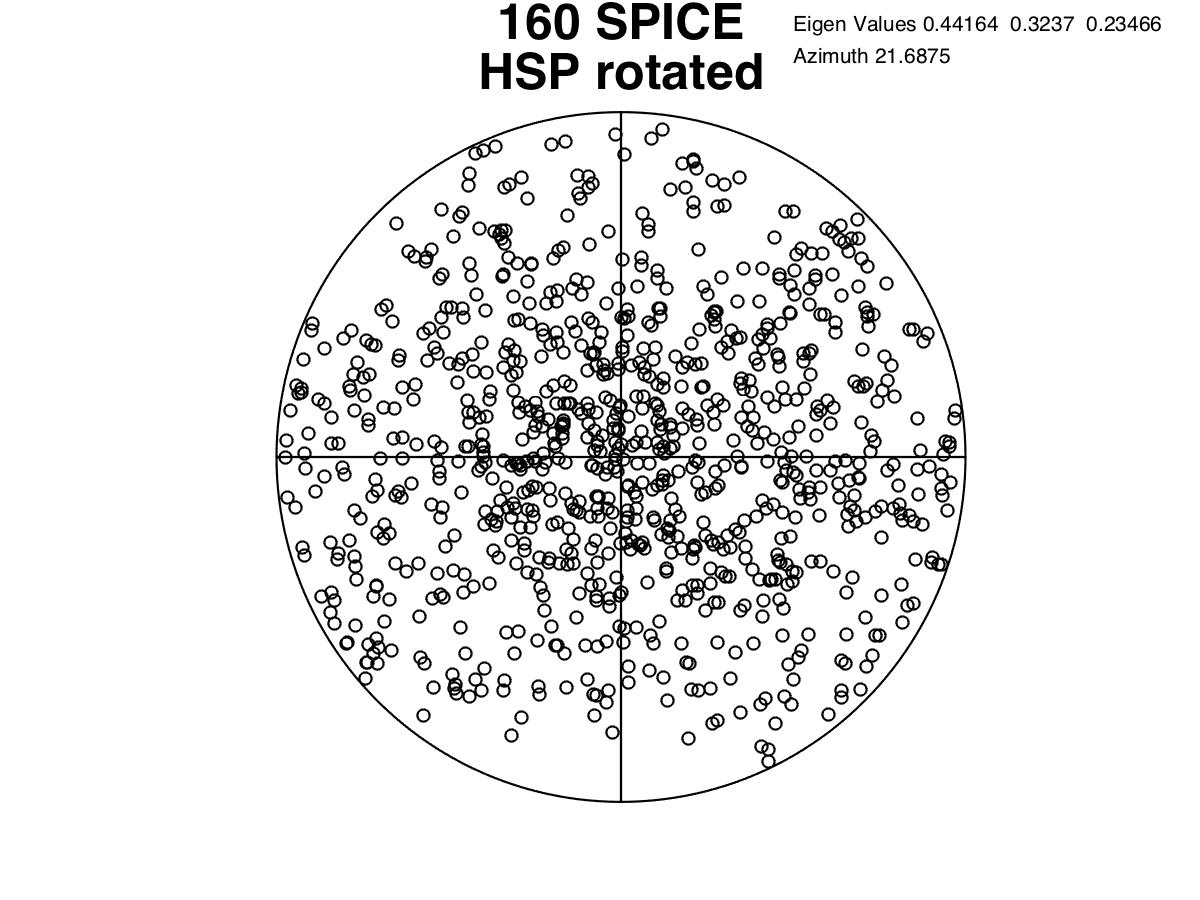 160 SPICE
HSP rotated
Eigen Values 0.44164  0.3237  0.23466
Azimuth 21.6875